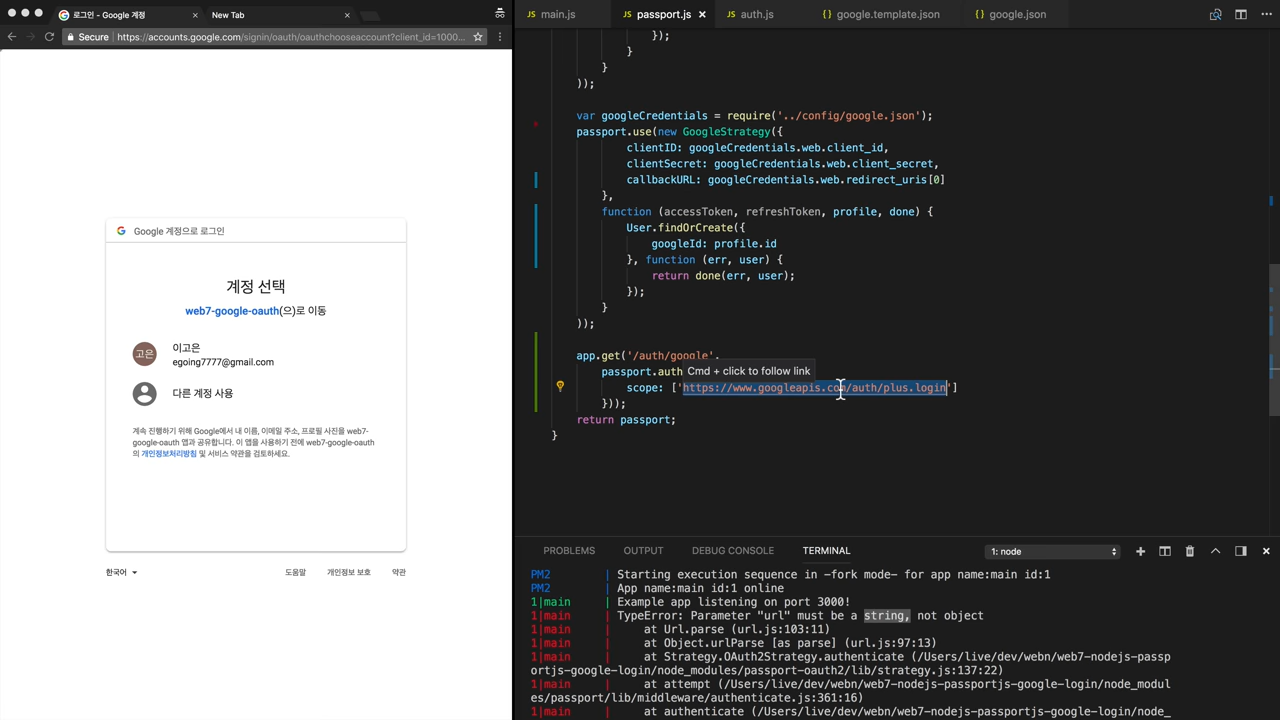 로그인 - Google 계정
New Tab
Secure
https://accounts.google.com/signin/oauth/oauthchooseaccount?client_id=1000...
Google 계정으로 로그인
계정 선택
web7-google-oauth(으)로 이동
고은
이고은
egoing7777@gmail.com
다른 계정 사용
계속 진행하기 위해 Google에서 내 이름, 이메일 주소, 프로필 사진을 web7-
google-oauth 앱과 공유합니다. 이 앱을 사용하기 전에 web7-google-oauth
의 개인정보처리방침 및 서비스 약관을 검토하세요.
한국어
도움말
개인정보 보호
약관
JS main.js
JS passport.js
JS auth.js
{} google.template.json
{} google.json
});
}
}
));
var googleCredentials = require('../config/google.json');
passport.use(new GoogleStrategy({
clientID: googleCredentials.web.client_id,
clientSecret: googleCredentials.web.client_secret,
callbackURL: googleCredentials.web.redirect_uris[0]
},
function (accessToken, refreshToken, profile, done) {
User.findOrCreate({
googleId: profile.id
}, function (err, user) {
return done(err, user);
});
}
));
app.get('/auth/google',
passport.auth
Cmd + click to follow link
scope: ['https://www.googleapis.com/auth/plus.login']
}));
return passport;
}
PROBLEMS
OUTPUT
DEBUG CONSOLE
TERMINAL
1: node
PM2 | Starting execution sequence in -fork mode- for app name:main id:1
PM2 | App name:main id:1 online
1|main | Example app listening on port 3000!
1|main | TypeError: Parameter "url" must be a string, not object
1|main | at Url.parse (url.js:103:11)
1|main | at Object.urlParse [as parse] (url.js:97:13)
1|main | at Strategy.OAuth2Strategy.authenticate (/Users/live/dev/webn/web7-nodejs-passp
ortjs-google-login/node_modules/passport-oauth2/lib/strategy.js:137:22)
1|main | at attempt (/Users/live/dev/webn/web7-nodejs-passportjs-google-login/node_modul
es/passport/lib/middleware/authenticate.js:361:16)
1|main | at authenticate (/Users/live/dev/webn/web7-nodejs-passportjs-google-login/node_